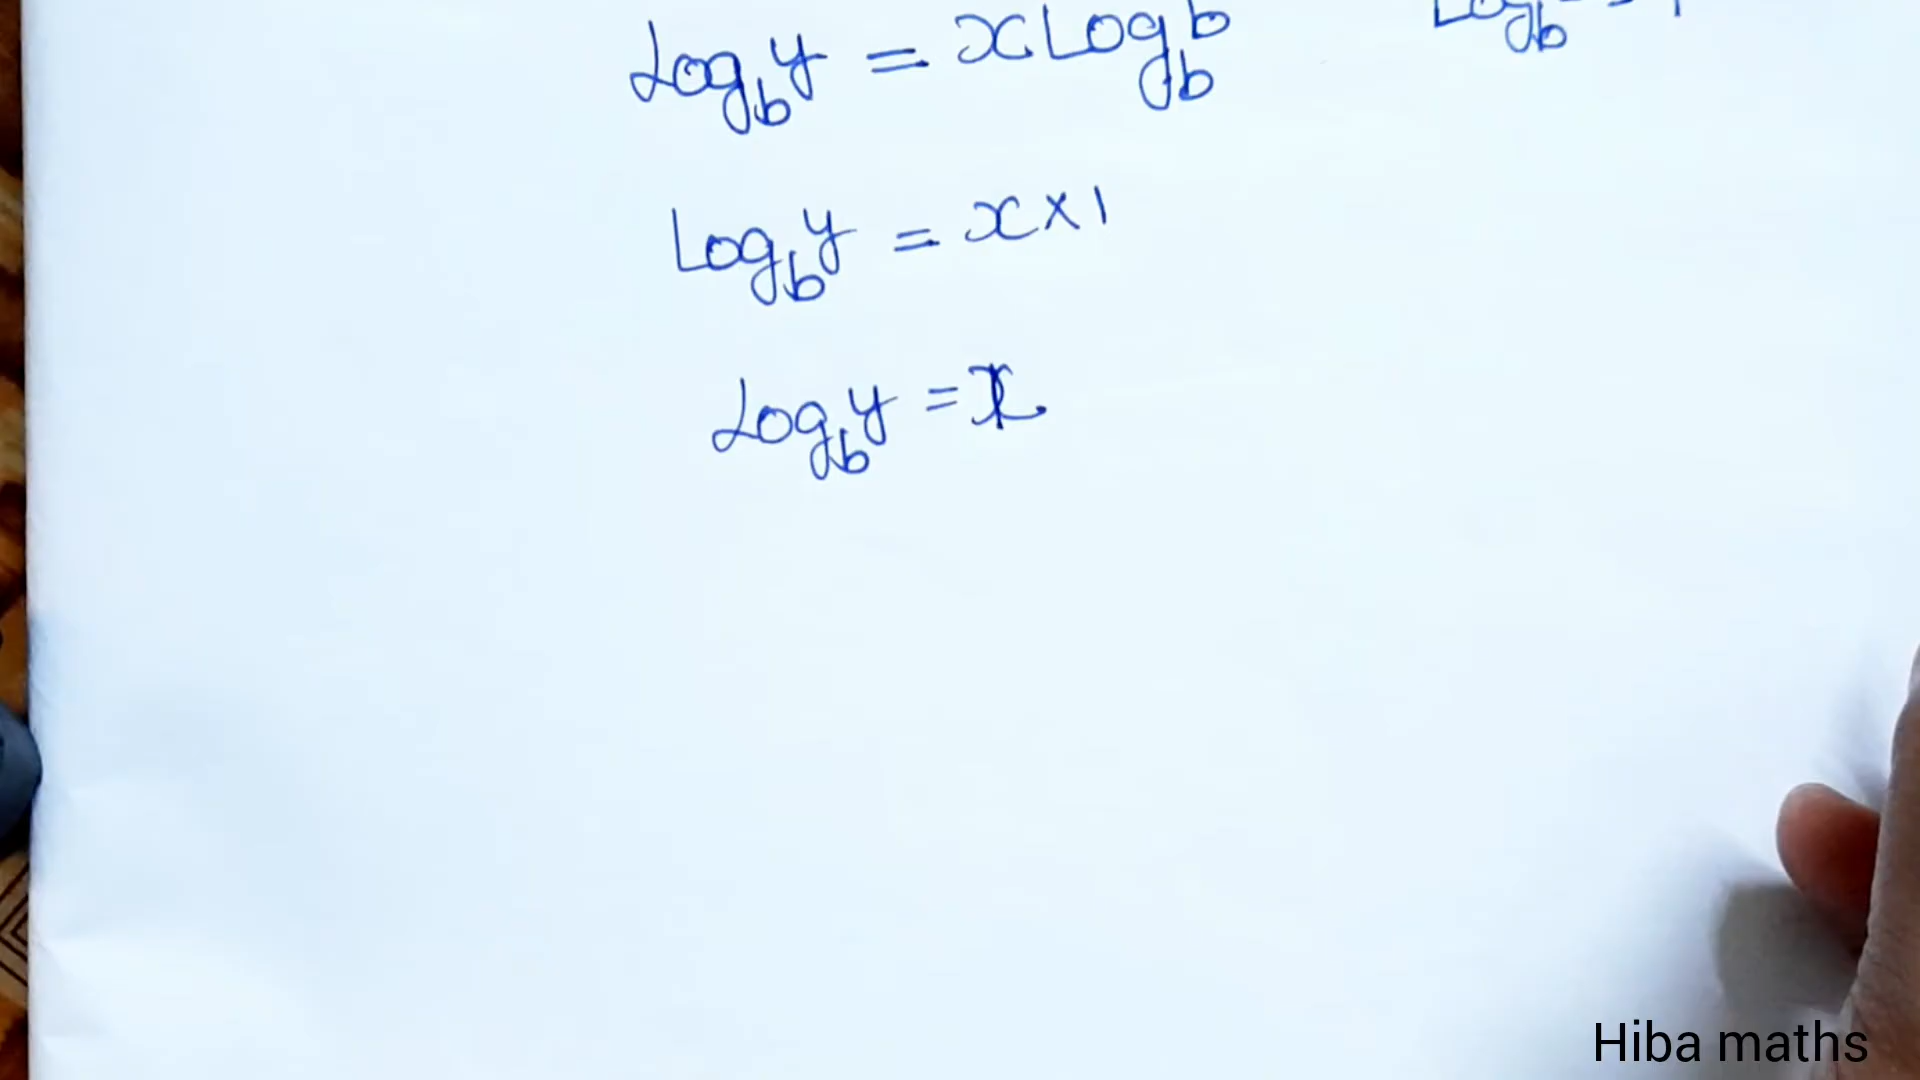 Log_b y = x Log_b b
Log_b y = x × 1
Log_b y = x
Hiba maths